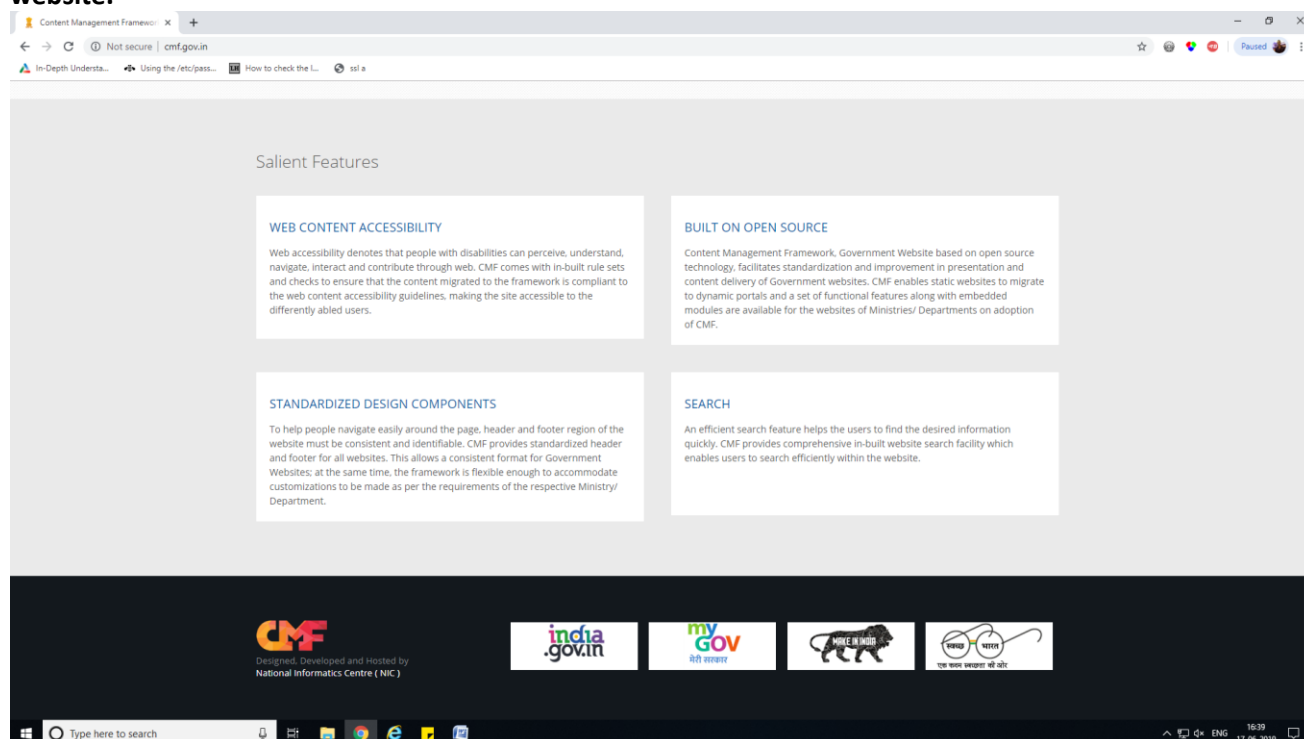 website.
Content Management Framewor
Not secure | cmf.gov.in
Paused
In-Depth Understa...
Using the /etc/pass...
How to check the l...
ssl a
Salient Features
WEB CONTENT ACCESSIBILITY
Web accessibility denotes that people with disabilities can perceive, understand,
navigate, interact and contribute through web. CMF comes with in-built rule sets
and checks to ensure that the content migrated to the framework is compliant to
the web content accessibility guidelines, making the site accessible to the
differently abled users.
BUILT ON OPEN SOURCE
Content Management Framework, Government Website based on open source
technology, facilitates standardization and improvement in presentation and
content delivery of Government websites. CMF enables static websites to migrate
to dynamic portals and a set of functional features along with embedded
modules are available for the websites of Ministries/ Departments on adoption
of CMF.
STANDARDIZED DESIGN COMPONENTS
To help people navigate easily around the page, header and footer region of the
website must be consistent and identifiable. CMF provides standardized header
and footer for all websites. This allows a consistent format for Government
Websites; at the same time, the framework is flexible enough to accommodate
customizations to be made as per the requirements of the respective Ministry/
Department.
SEARCH
An efficient search feature helps the users to find the desired information
quickly. CMF provides comprehensive in-built website search facility which
enables users to search efficiently within the website.
CMF
Designed, Developed and Hosted by
National Informatics Centre ( NIC )
india
.gov.in
my
GOV
मेरी सरकार
MAKE IN INDIA
स्वच्छ भारत
एक कदम स्वच्छता की ओर
Type here to search
ENG
16:39
17-06-2019